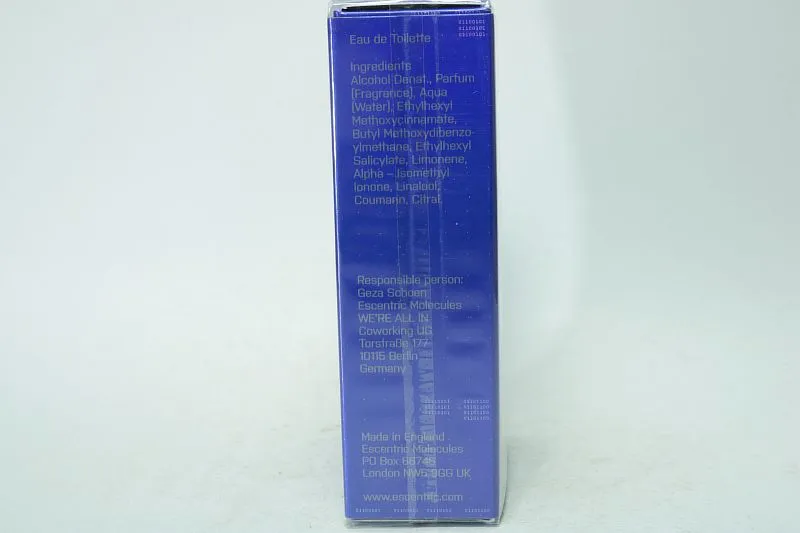 Eau de Toilette
Ingredients
Alcohol Denat., Parfum
(Fragrance), Aqua
(Water), Ethylhexyl
Methoxycinnamate,
Butyl Methoxydibenzo-
ylmethane, Ethylhexyl
Salicylate, Limonene,
Alpha – Isomethyl
Ionone, Linalool,
Coumarin, Citral.
Responsible person:
Geza Schoen
Escentric Molecules
WE'RE ALL IN
Coworking UG
Torstraße 177
10115 Berlin
Germany
Made in England
Escentric Molecules
PO Box 66745
London NW5 9GG UK
www.escentric.com